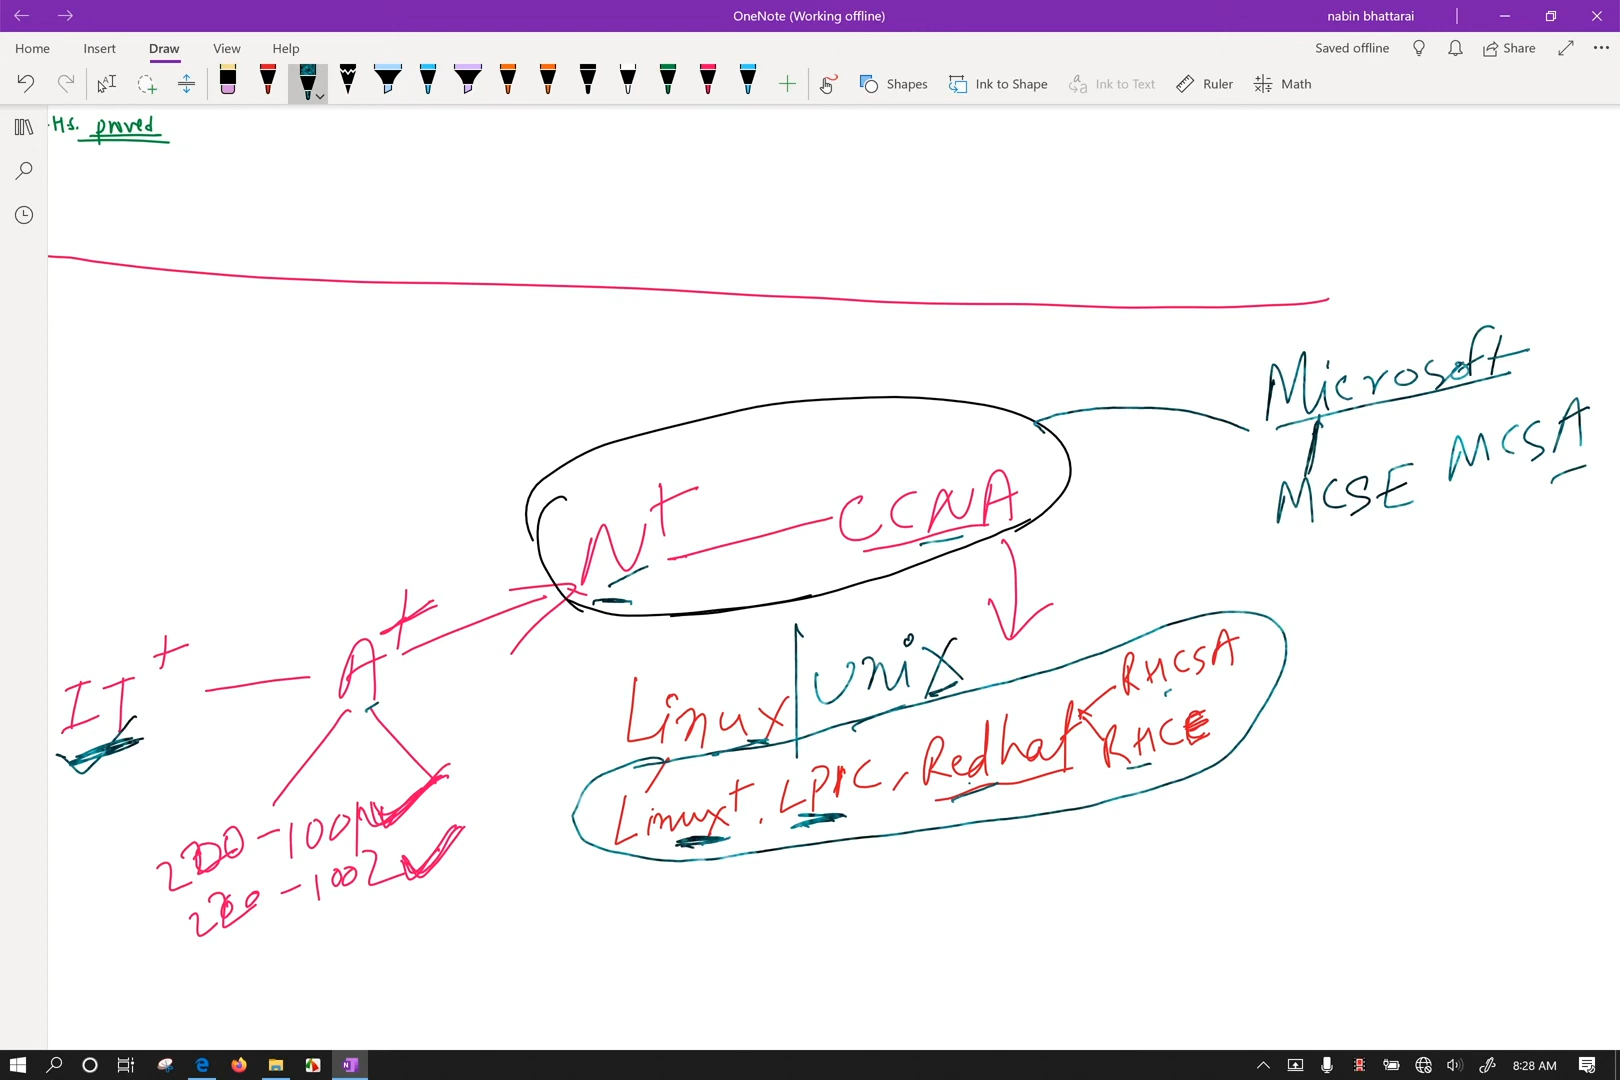 OneNote (Working offline)
nabin bhattarai
Home Insert Draw View Help
Saved offline
Share
Shapes
Ink to Shape
Ink to Text
Ruler
Math
Hs. proved
Microsoft
MCSE MCSA
N+ CCNA
IT+ A+
Linux | Unix
RHCSA
Linux+, LPIC, Redhat
RHCE
220-1001
220-1002
8:28 AM